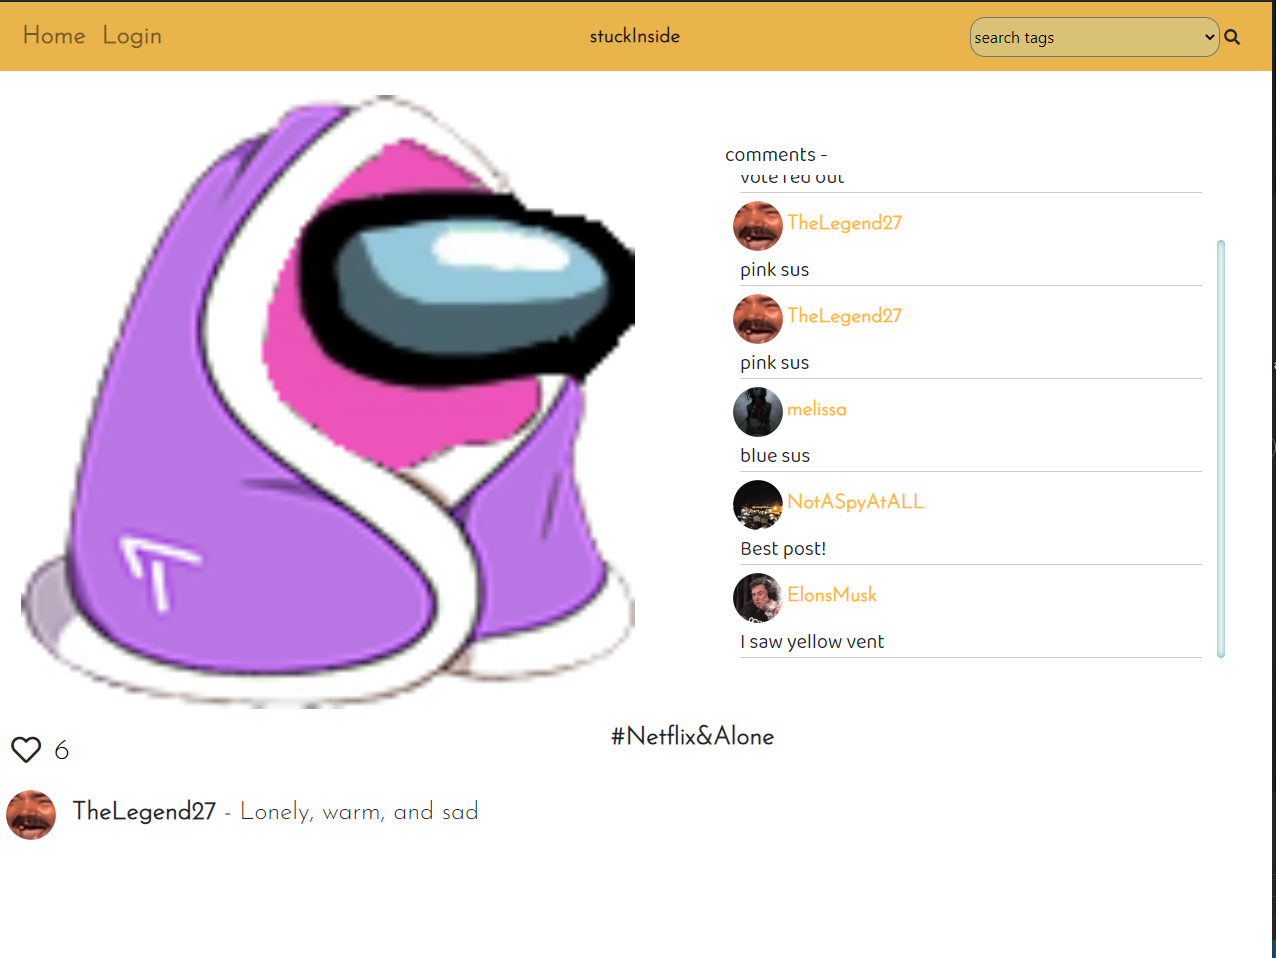 Home Login
stuckInside
search tags
comments -
vote red out
TheLegend27
pink sus
TheLegend27
pink sus
melissa
blue sus
NotASpyAtALL
Best post!
ElonsMusk
I saw yellow vent
6
#Netflix&Alone
TheLegend27 - Lonely, warm, and sad